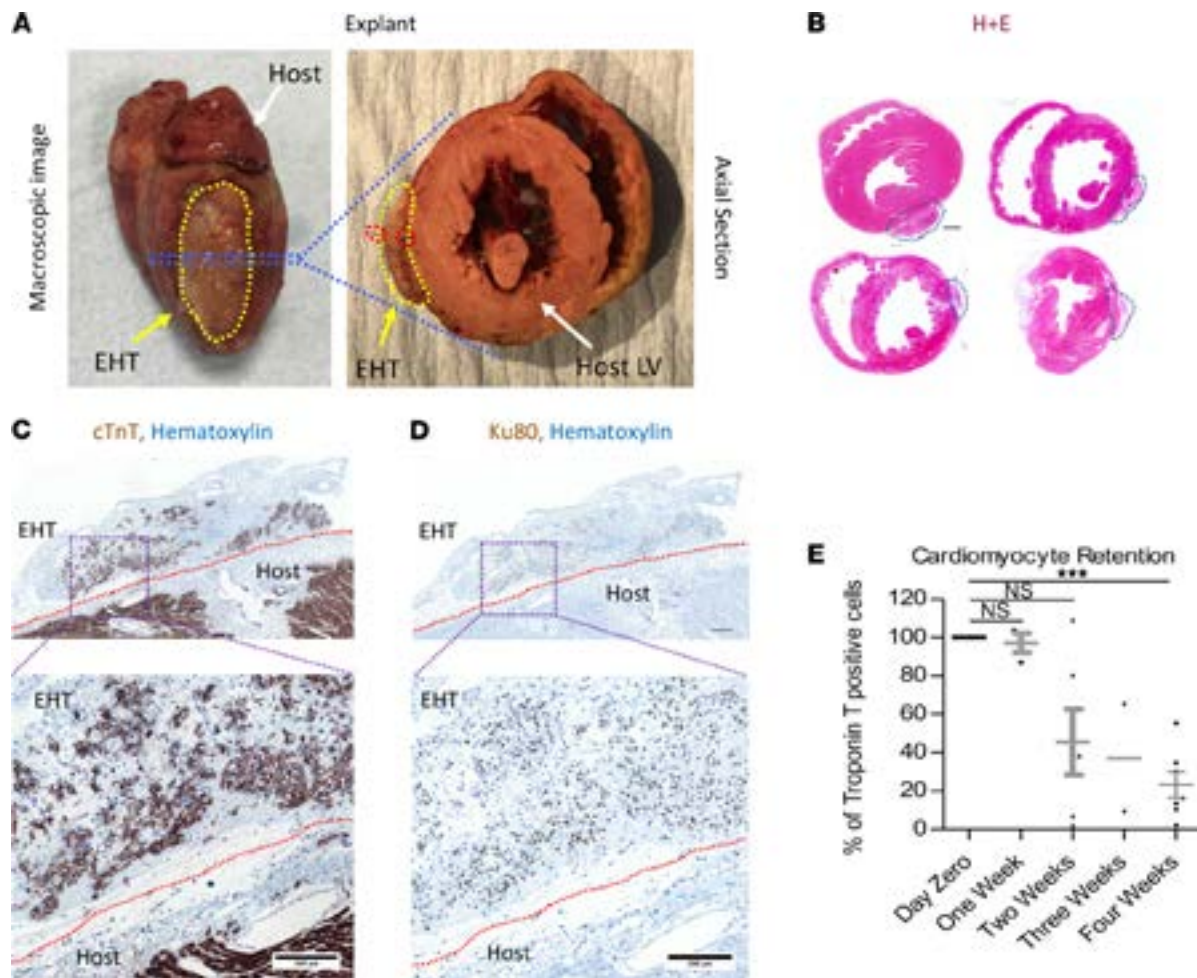 A
Explant
Macroscopic image
Host
EHT
EHT
Host LV
Axial Section
B
H+E
C
cTnT, Hematoxylin
EHT
Host
EHT
Host
D
Ku80, Hematoxylin
EHT
Host
EHT
Host
E
Cardiomyocyte Retention
***
NS
NS
% of Troponin T positive cells
120
100
80
60
40
20
0
Day Zero
One Week
Two Weeks
Three Weeks
Four Weeks